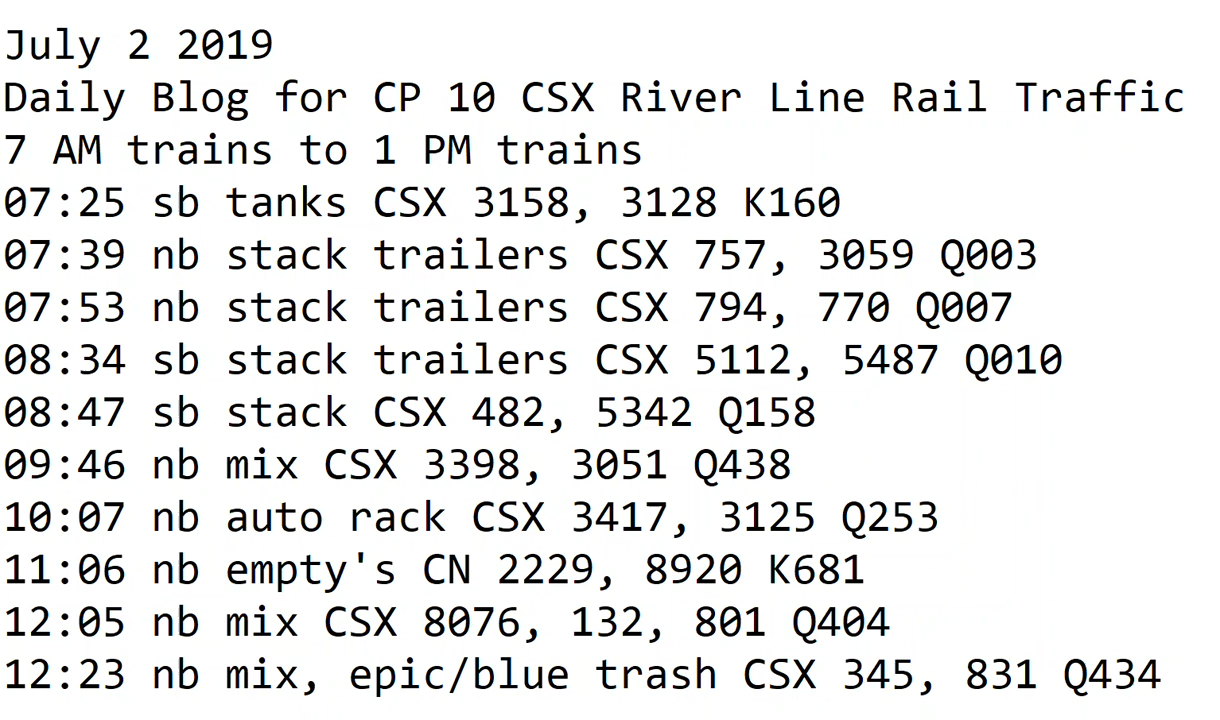 July 2 2019
Daily Blog for CP 10 CSX River Line Rail Traffic
7 AM trains to 1 PM trains
07:25 sb tanks CSX 3158, 3128 K160
07:39 nb stack trailers CSX 757, 3059 Q003
07:53 nb stack trailers CSX 794, 770 Q007
08:34 sb stack trailers CSX 5112, 5487 Q010
08:47 sb stack CSX 482, 5342 Q158
09:46 nb mix CSX 3398, 3051 Q438
10:07 nb auto rack CSX 3417, 3125 Q253
11:06 nb empty's CN 2229, 8920 K681
12:05 nb mix CSX 8076, 132, 801 Q404
12:23 nb mix, epic/blue trash CSX 345, 831 Q434